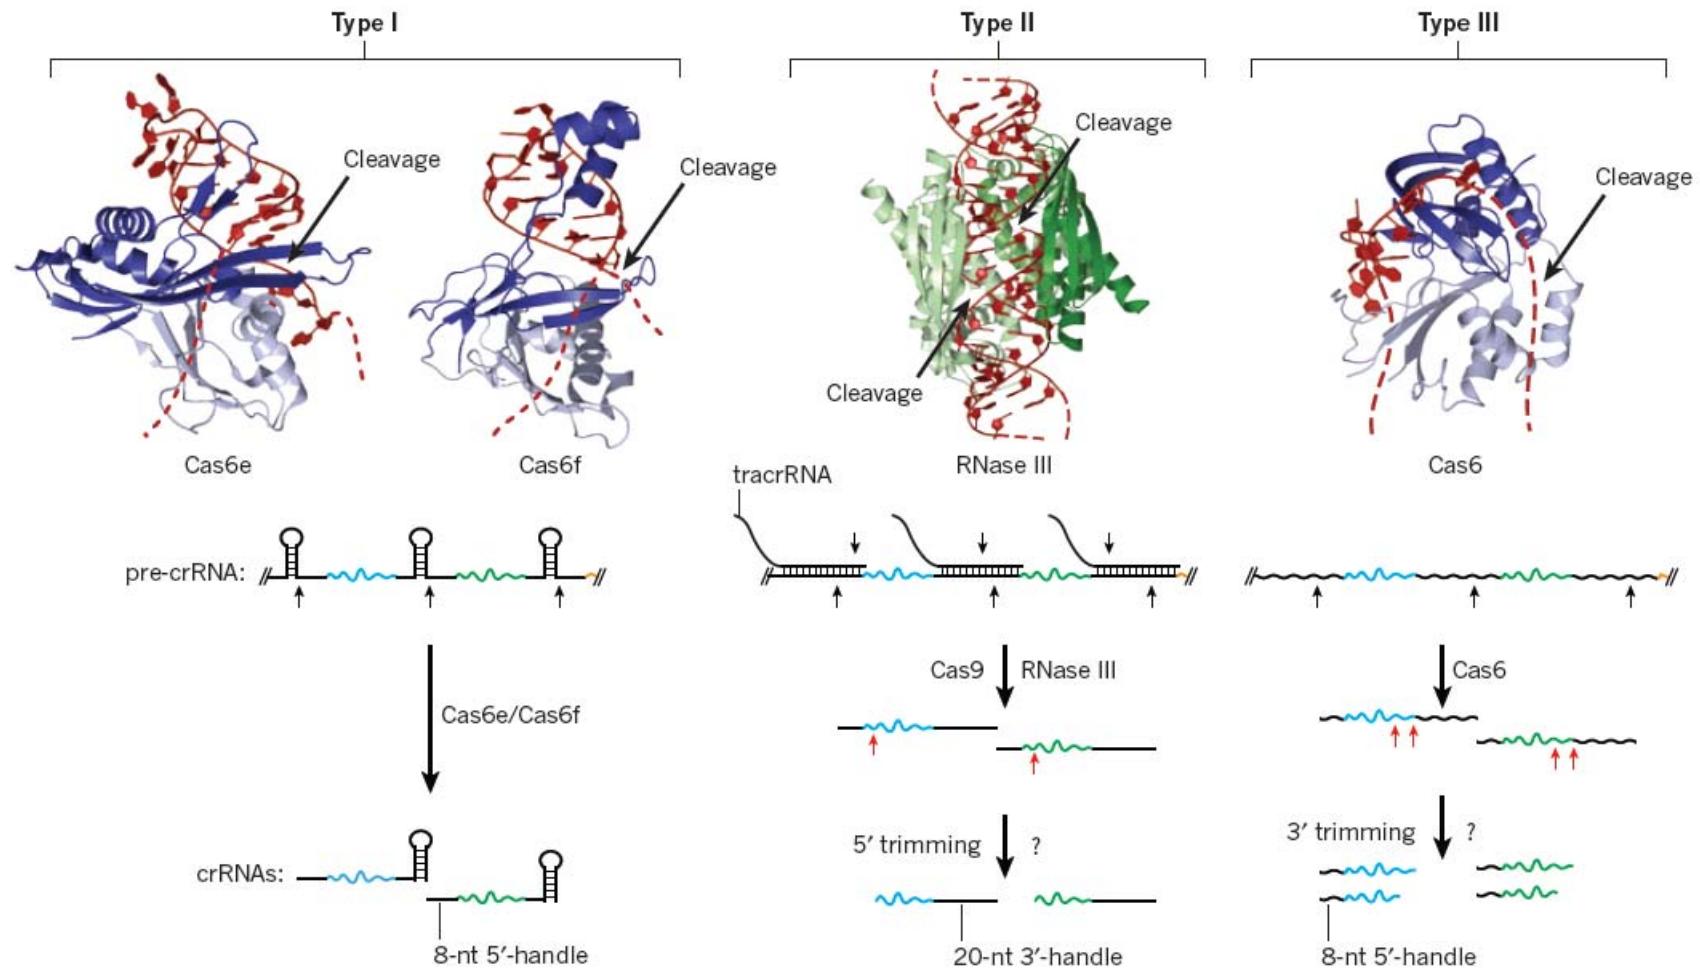 Type I
Type II
Type III
Cleavage
Cleavage
Cleavage
Cleavage
Cleavage
Cas6e
Cas6f
RNase III
Cas6
tracrRNA
pre-crRNA:
Cas6e/Cas6f
Cas9
RNase III
Cas6
5′ trimming
?
3′ trimming
?
crRNAs:
8-nt 5′-handle
20-nt 3′-handle
8-nt 5′-handle